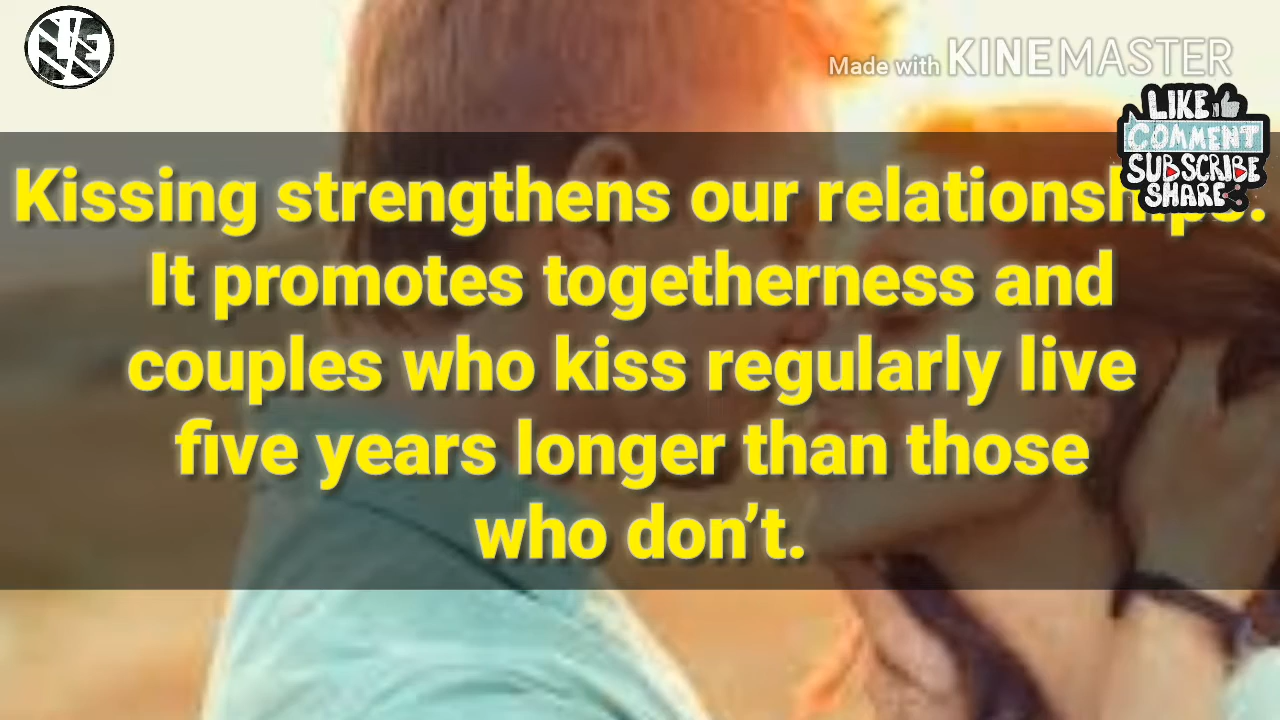 Made with KINEMASTER
LIKE
COMMENT
SUBSCRIBE
SHARE
Kissing strengthens our relationships.
It promotes togetherness and
couples who kiss regularly live
five years longer than those
who don’t.